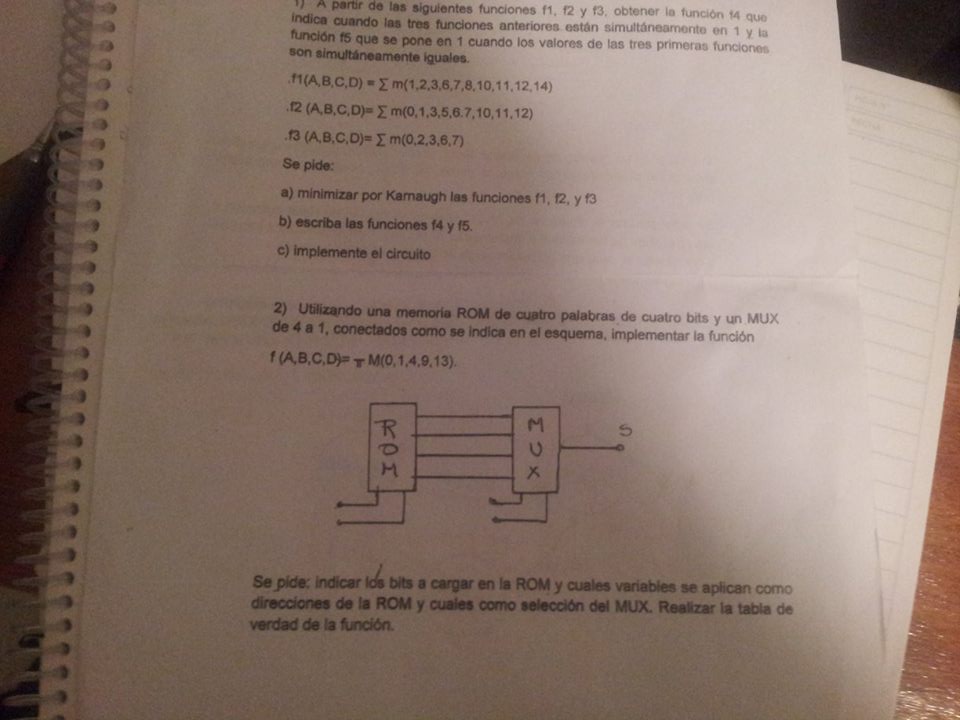 1) A partir de las siguientes funciones f1, f2 y f3, obtener la función f4 que
indica cuando las tres funciones anteriores están simultáneamente en 1 y la
función f5 que se pone en 1 cuando los valores de las tres primeras funciones
son simultáneamente iguales.
.f1(A,B,C,D) = ∑ m(1,2,3,6,7,8,10,11,12,14)
.f2 (A,B,C,D)= ∑ m(0,1,3,5,6.7,10,11,12)
.f3 (A,B,C,D)= ∑ m(0,2,3,6,7)
Se pide:
a) minimizar por Karnaugh las funciones f1, f2, y f3
b) escriba las funciones f4 y f5.
c) implemente el circuito
2) Utilizando una memoria ROM de cuatro palabras de cuatro bits y un MUX
de 4 a 1, conectados como se indica en el esquema, implementar la función
f (A,B,C,D)= π M(0,1,4,9,13).
ROM
MUX
S
Se pide: indicar los bits a cargar en la ROM y cuales variables se aplican como
direcciones de la ROM y cuales como selección del MUX. Realizar la tabla de
verdad de la función.